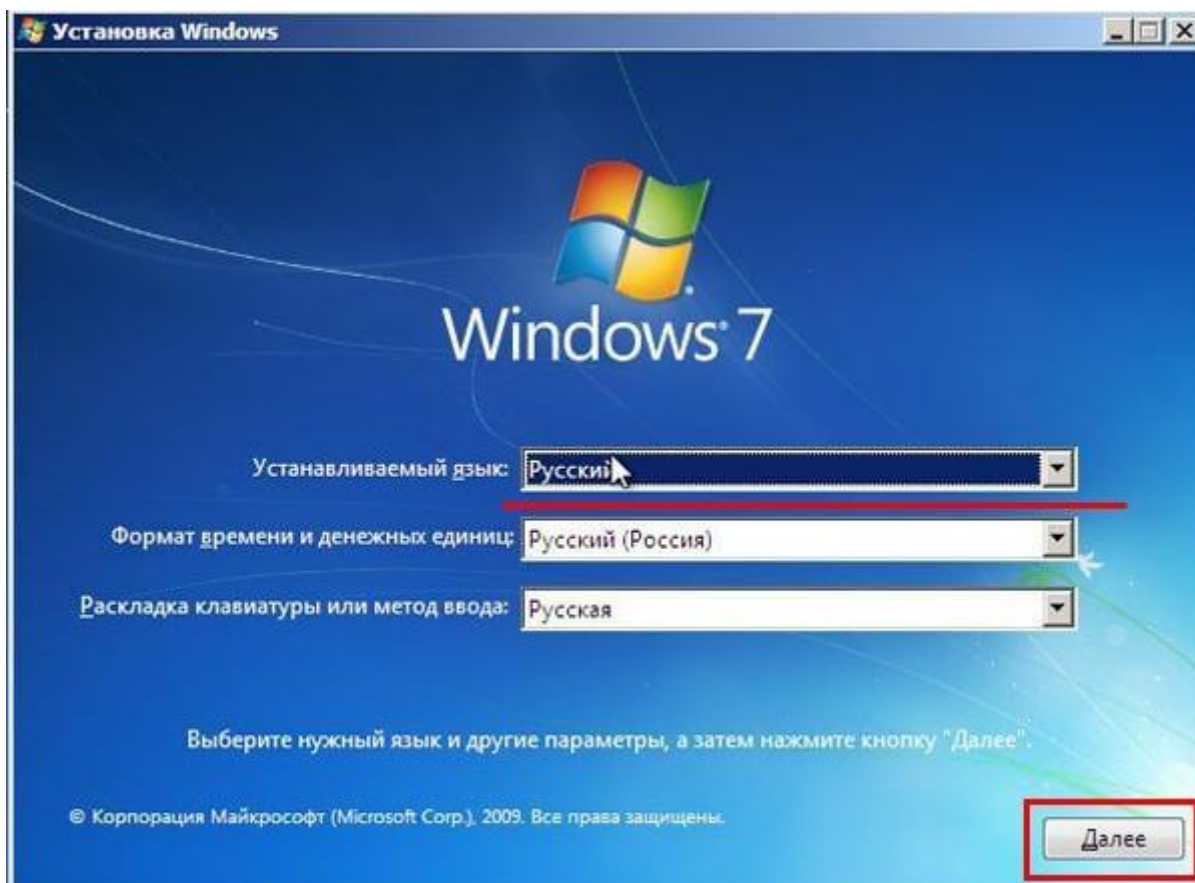 Установка Windows
Windows 7
Устанавливаемый язык: Русский
Формат времени и денежных единиц: Русский (Россия)
Раскладка клавиатуры или метод ввода: Русская
Выберите нужный язык и другие параметры, а затем нажмите кнопку "Далее".
© Корпорация Майкрософт (Microsoft Corp.), 2009. Все права защищены.
Далее